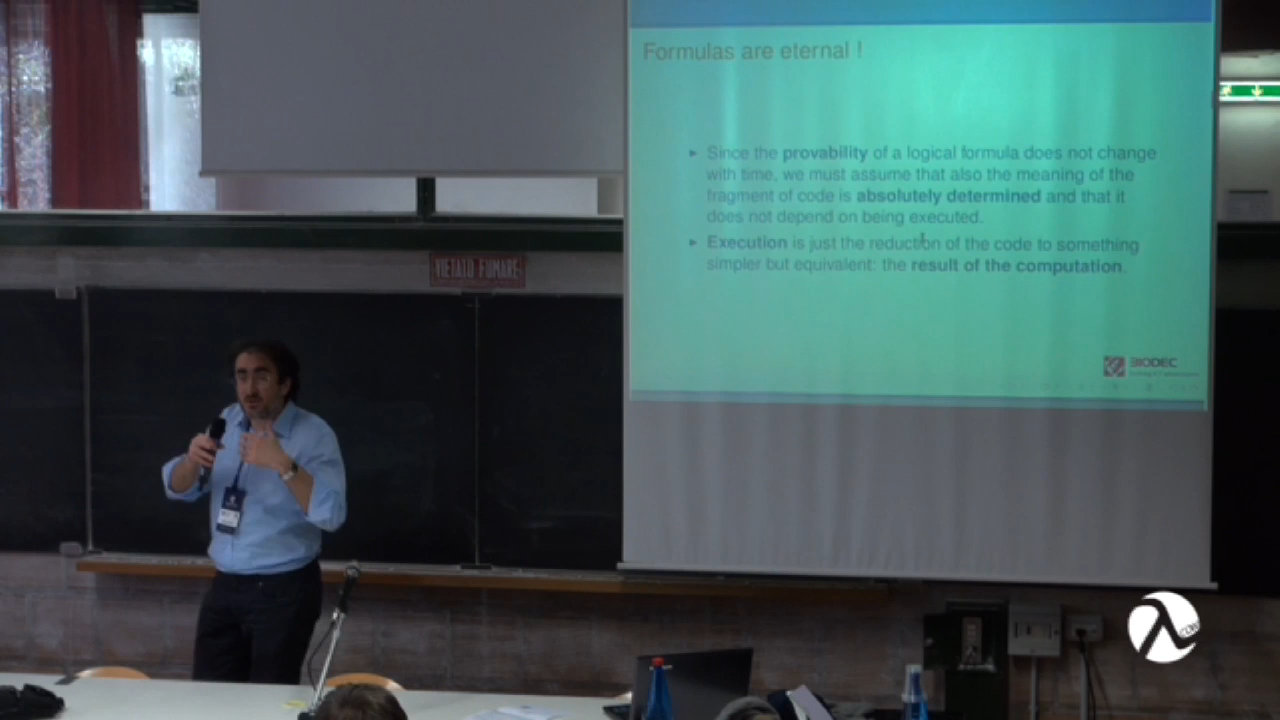 Formulas are eternal !
► Since the provability of a logical formula does not change
with time, we must assume that also the meaning of the
fragment of code is absolutely determined and that it
does not depend on being executed.
► Execution is just the reduction of the code to something
simpler but equivalent: the result of the computation.
BIODEC
VIETATO FUMARE
λ
CON